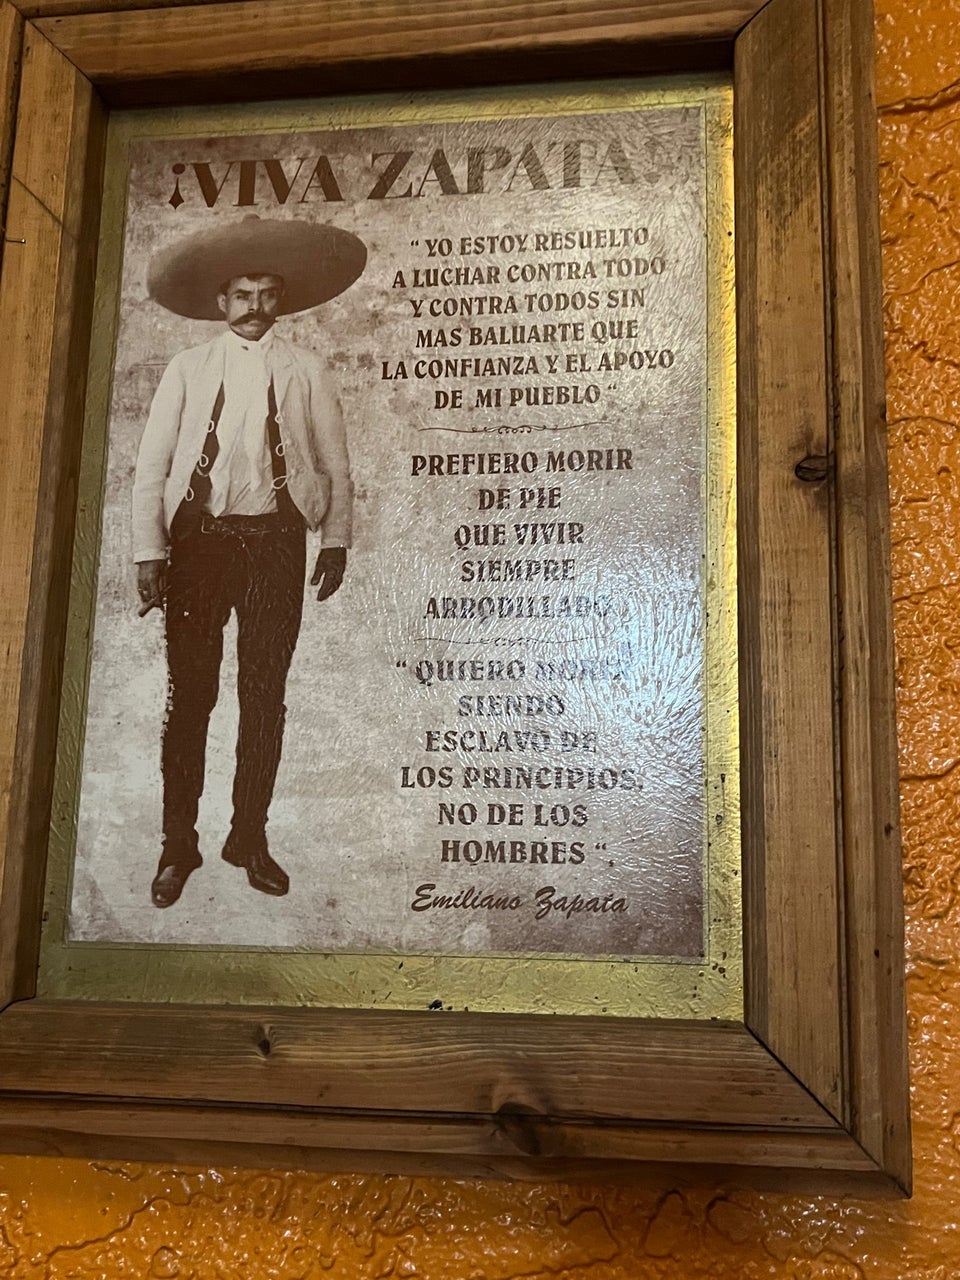 ¡VIVA ZAPATA!
“ YO ESTOY RESUELTO
A LUCHAR CONTRA TODO
Y CONTRA TODOS SIN
MAS BALUARTE QUE
LA CONFIANZA Y EL APOYO
DE MI PUEBLO “
PREFIERO MORIR
DE PIE
QUE VIVIR
SIEMPRE
ARRODILLADO
“ QUIERO MORIR
SIENDO
ESCLAVO DE
LOS PRINCIPIOS,
NO DE LOS
HOMBRES “.
Emiliano Zapata